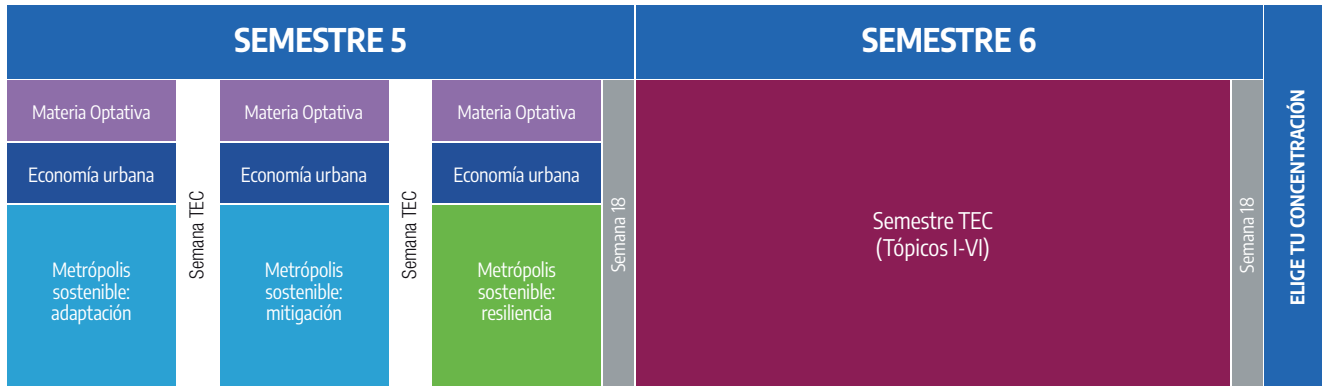 SEMESTRE 5
Materia Optativa
Economía urbana
Metrópolis
sostenible:
adaptación
Semana TEC
Materia Optativa
Economía urbana
Metrópolis
sostenible:
mitigación
Semana TEC
Materia Optativa
Economía urbana
Metrópolis
sostenible:
resiliencia
Semana 18
SEMESTRE 6
Semestre TEC
(Tópicos I-VI)
Semana 18
ELIGE TU CONCENTRACIÓN